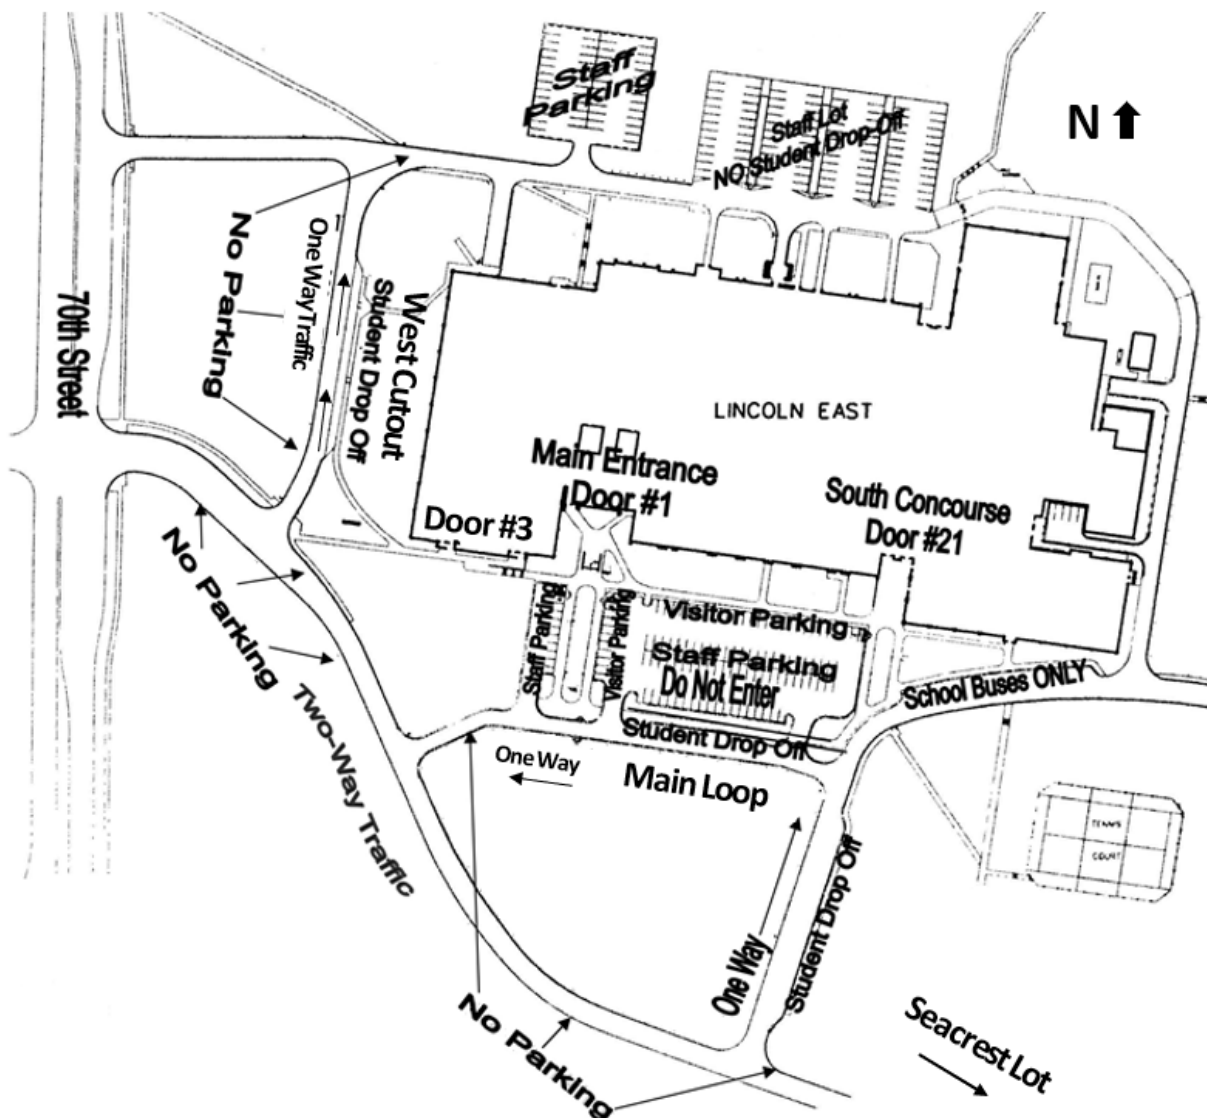 Staff
Parking
Staff Lot
NO Student Drop-Off
N
No Parking
One Way Traffic
70th Street
West Cutout
Student Drop Off
LINCOLN EAST
Main Entrance
Door #1
South Concourse
Door #21
Door #3
No Parking
Two-Way Traffic
Staff Parking
Visitor Parking
Visitor Parking
Staff Parking
Do Not Enter
Student Drop Off
School Buses ONLY
One Way
Main Loop
TENNIS
COURT
Student Drop Off
One Way
No Parking
Seacrest Lot